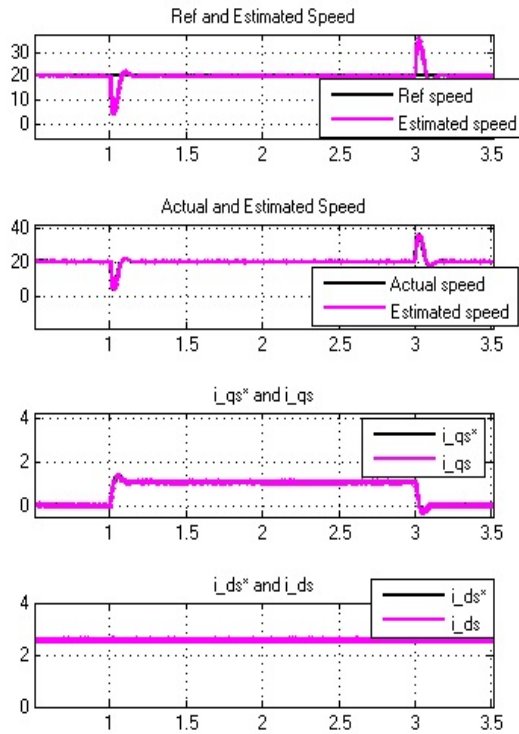 Ref and Estimated Speed
30
20
10
0
Ref speed
Estimated speed
1 1.5 2 2.5 3 3.5
Actual and Estimated Speed
40
20
0
Actual speed
Estimated speed
1 1.5 2 2.5 3 3.5
i_qs* and i_qs
4
2
0
i_qs*
i_qs
1 1.5 2 2.5 3 3.5
i_ds* and i_ds
4
2
0
i_ds*
i_ds
1 1.5 2 2.5 3 3.5